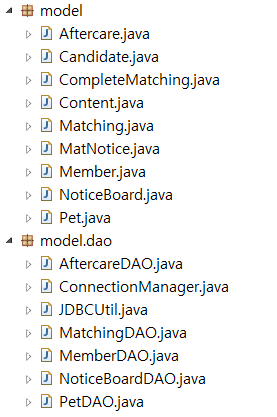 model
Aftercare.java
Candidate.java
CompleteMatching.java
Content.java
Matching.java
MatNotice.java
Member.java
NoticeBoard.java
Pet.java
model.dao
AftercareDAO.java
ConnectionManager.java
JDBCUtil.java
MatchingDAO.java
MemberDAO.java
NoticeBoardDAO.java
PetDAO.java